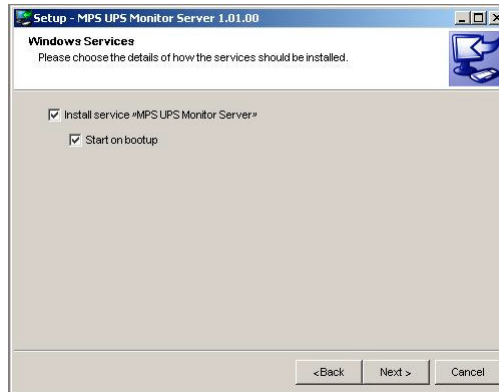 Setup - MPS UPS Monitor Server 1.01.00
Windows Services
Please choose the details of how the services should be installed.
Install service »MPS UPS Monitor Server»
Start on bootup
<Back Next > Cancel